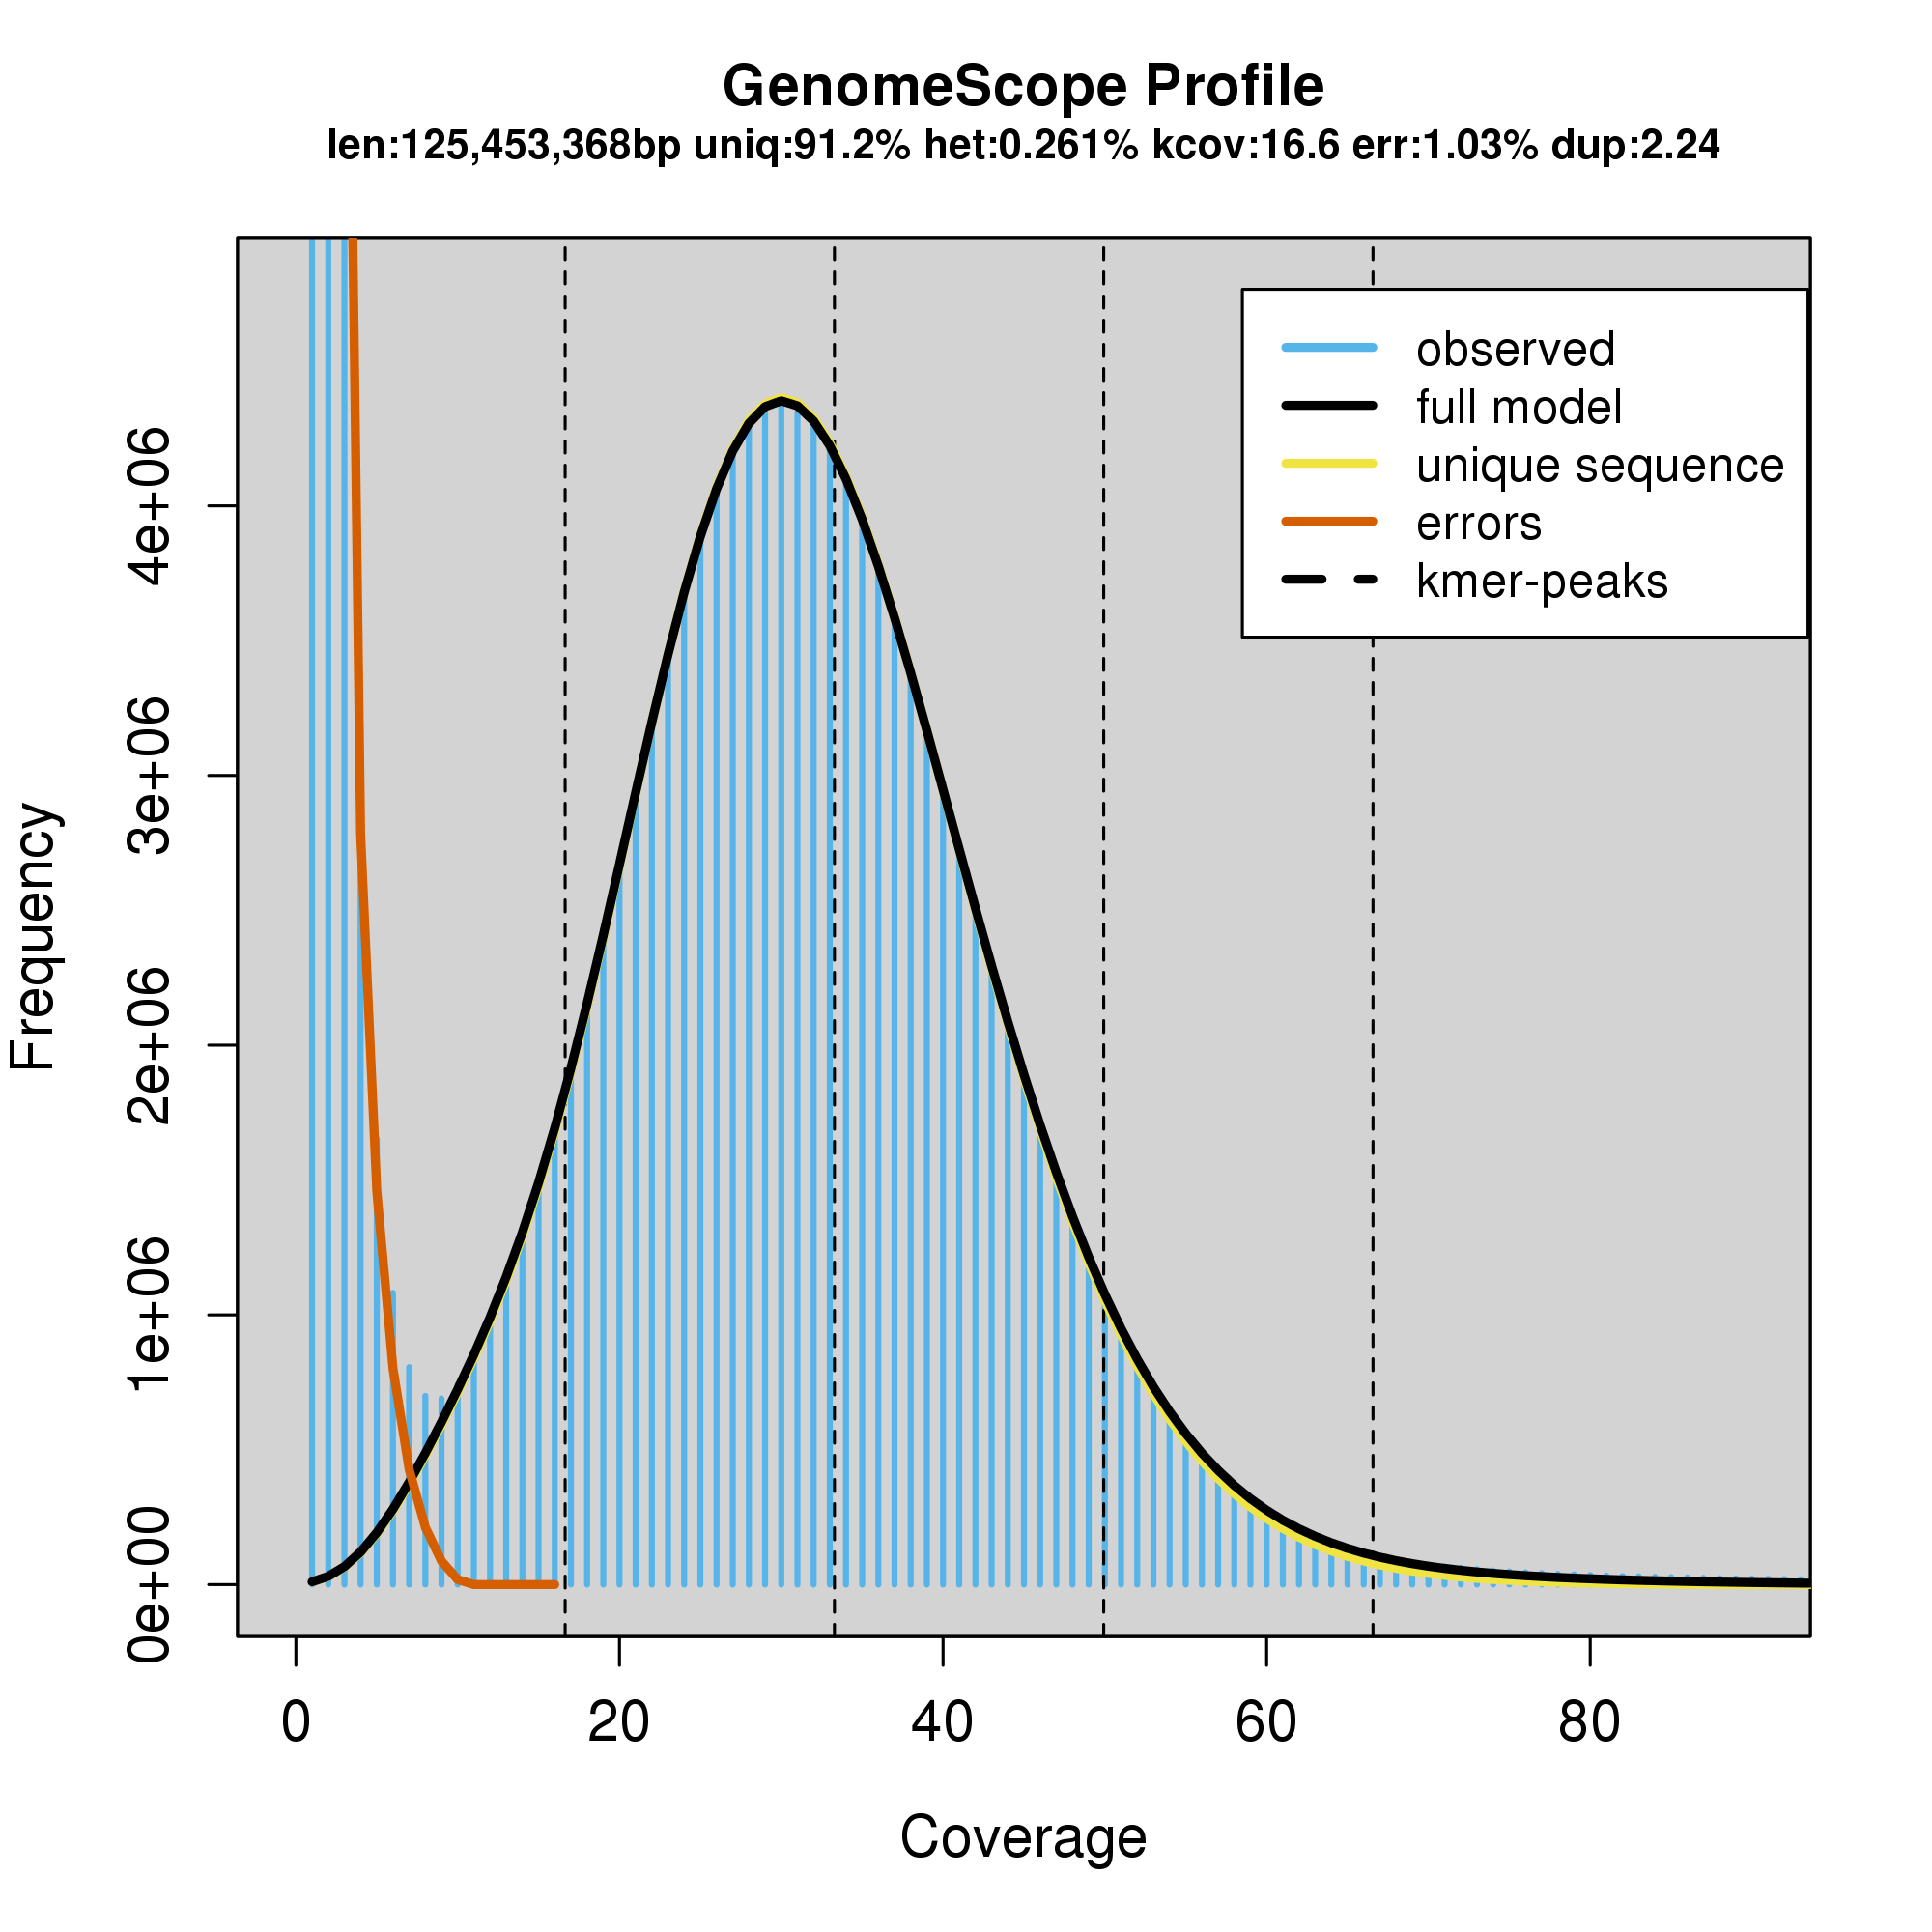 GenomeScope Profile
len:125,453,368bp uniq:91.2% het:0.261% kcov:16.6 err:1.03% dup:2.24
observed
full model
unique sequence
errors
kmer-peaks
Frequency
4e+06
3e+06
2e+06
1e+06
0e+00
0 20 40 60 80
Coverage